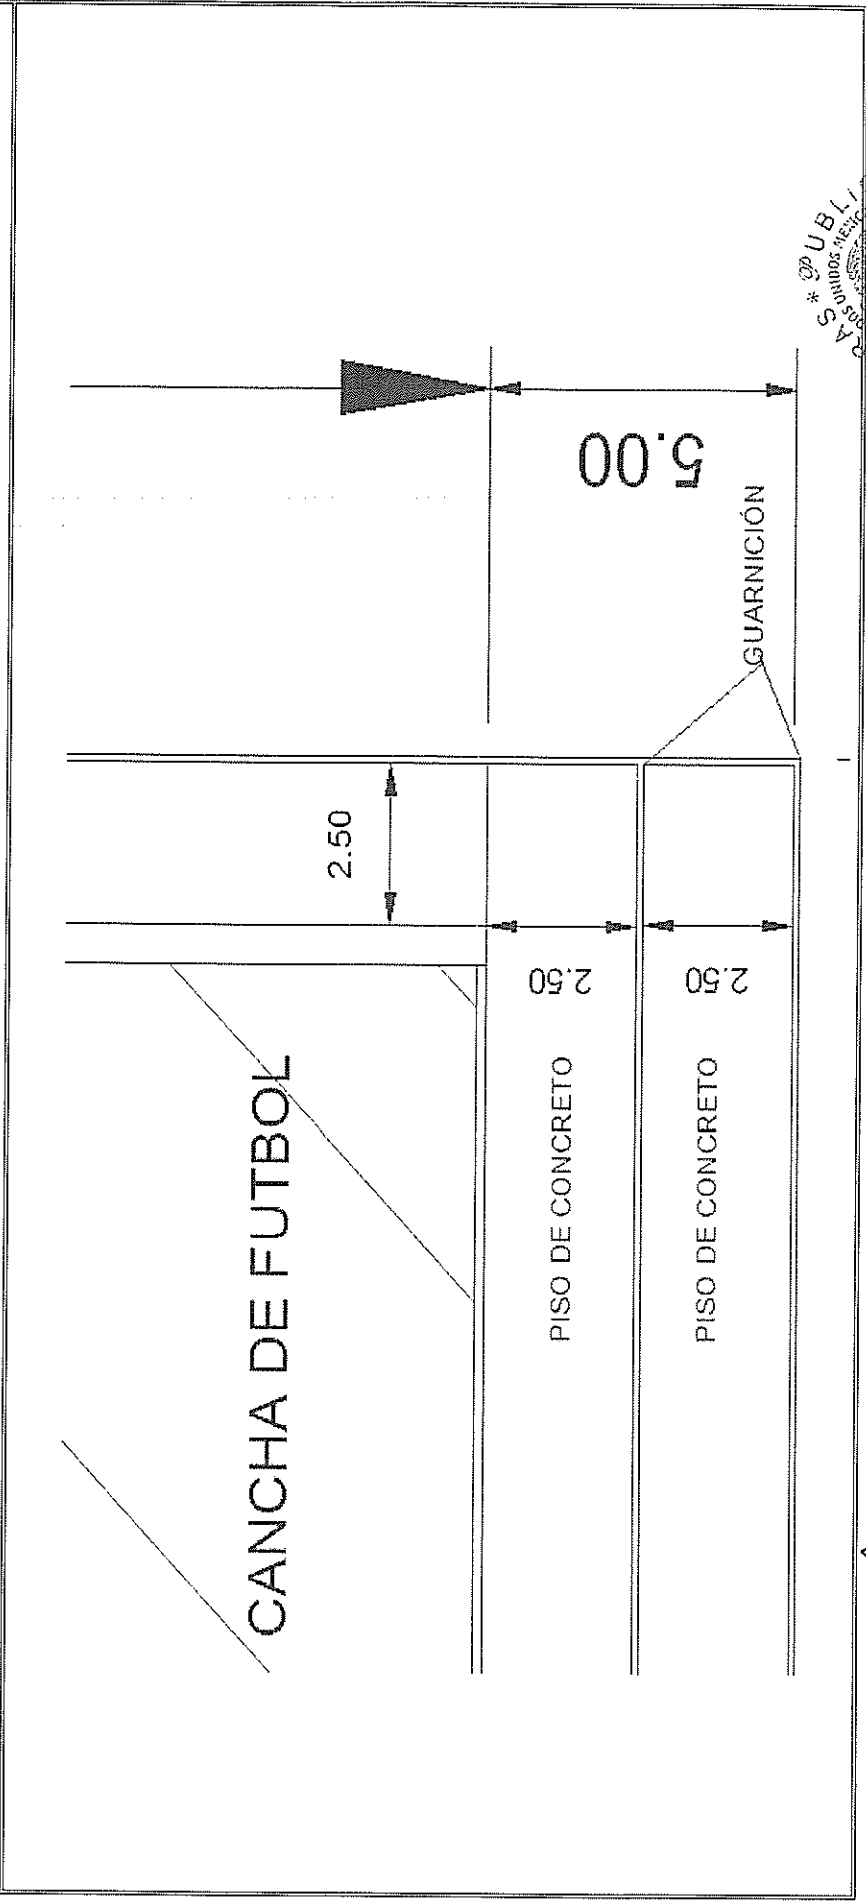 CANCHA DE FUTBOL
2.50
5.00
2.50
2.50
PISO DE CONCRETO
PISO DE CONCRETO
GUARNICIÓN